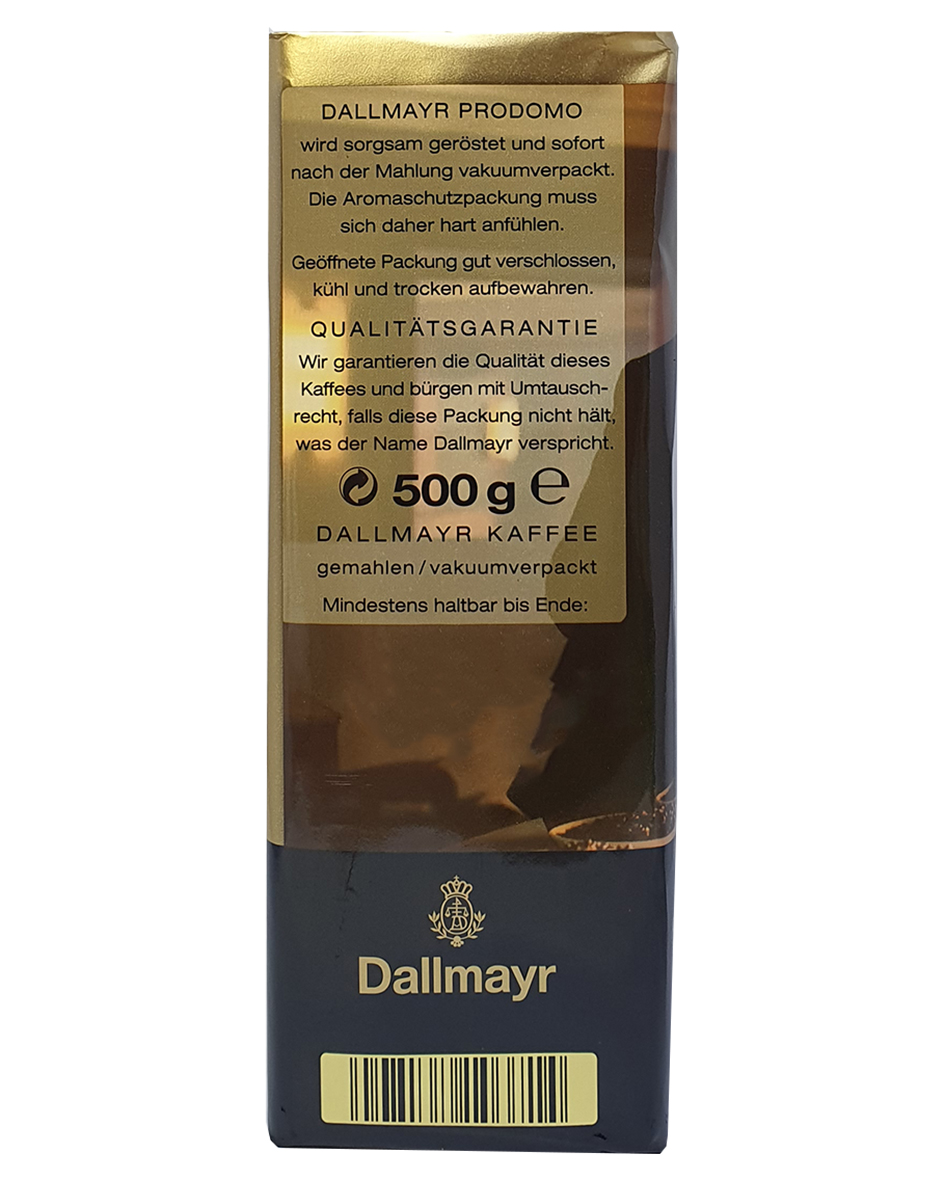 DALLMAYR PRODOMO
wird sorgsam geröstet und sofort
nach der Mahlung vakuumverpackt.
Die Aromaschutzpackung muss
sich daher hart anfühlen.
Geöffnete Packung gut verschlossen,
kühl und trocken aufbewahren.
QUALITÄTSGARANTIE
Wir garantieren die Qualität dieses
Kaffees und bürgen mit Umtausch-
recht, falls diese Packung nicht hält,
was der Name Dallmayr verspricht.
500 g ℮
DALLMAYR KAFFEE
gemahlen / vakuumverpackt
Mindestens haltbar bis Ende:
Dallmayr